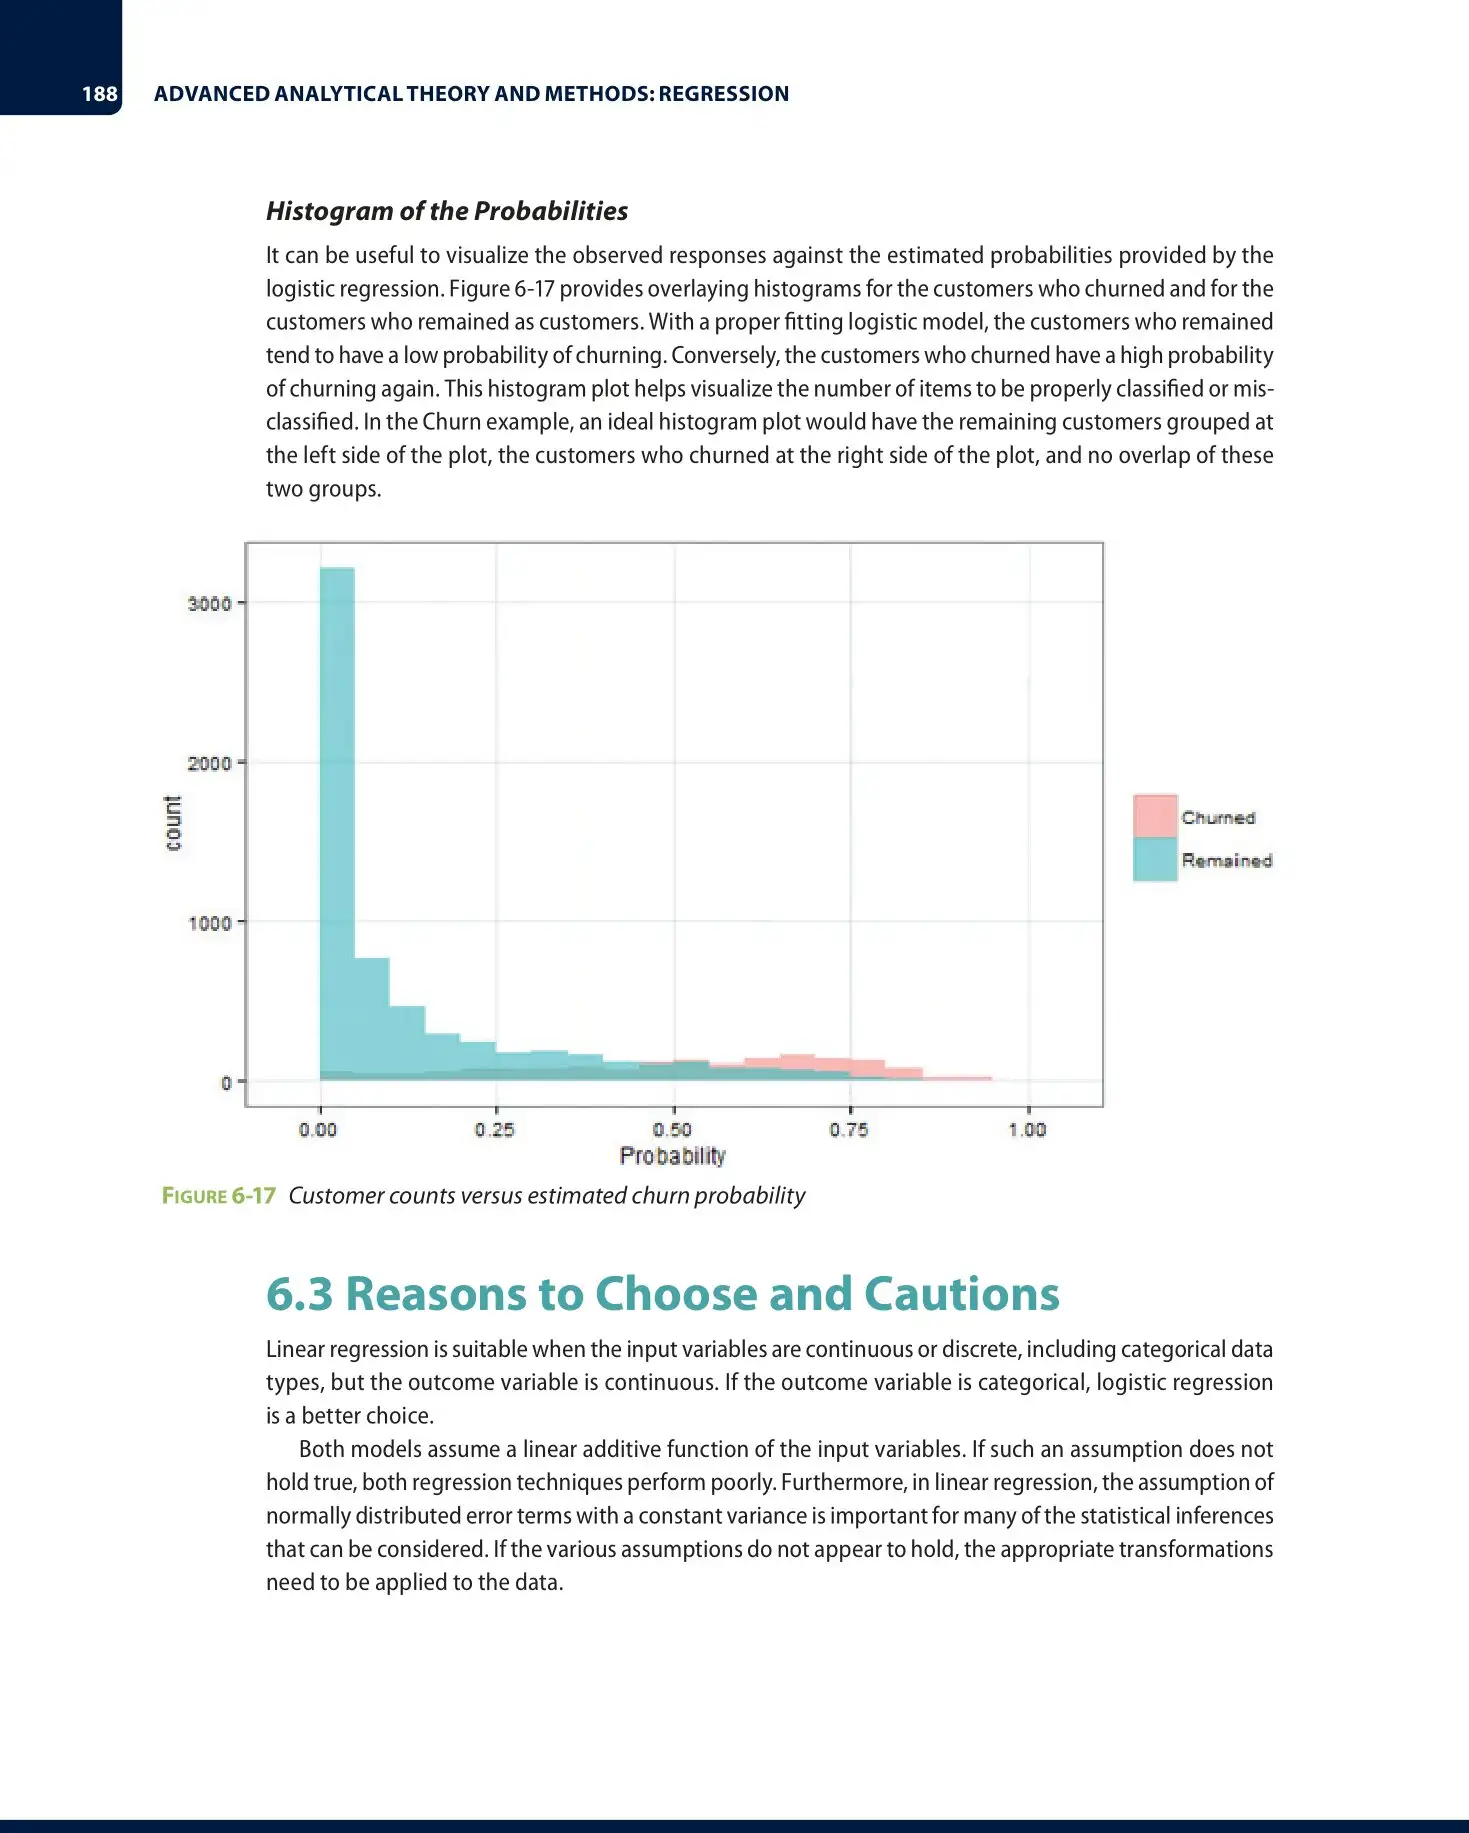 188 ADVANCED ANALYTICAL THEORY AND METHODS: REGRESSION
Histogram of the Probabilities
It can be useful to visualize the observed responses against the estimated probabilities provided by the
logistic regression. Figure 6-17 provides overlaying histograms for the customers who churned and for the
customers who remained as customers. With a proper fitting logistic model, the customers who remained
tend to have a low probability of churning. Conversely, the customers who churned have a high probability
of churning again. This histogram plot helps visualize the number of items to be properly classified or mis-
classified. In the Churn example, an ideal histogram plot would have the remaining customers grouped at
the left side of the plot, the customers who churned at the right side of the plot, and no overlap of these
two groups.
3000
2000
count
1000
0
Churned
Remained
0.00 0.25 0.50 0.75 1.00
Probability
FIGURE 6-17 Customer counts versus estimated churn probability
6.3 Reasons to Choose and Cautions
Linear regression is suitable when the input variables are continuous or discrete, including categorical data
types, but the outcome variable is continuous. If the outcome variable is categorical, logistic regression
is a better choice.
Both models assume a linear additive function of the input variables. If such an assumption does not
hold true, both regression techniques perform poorly. Furthermore, in linear regression, the assumption of
normally distributed error terms with a constant variance is important for many of the statistical inferences
that can be considered. If the various assumptions do not appear to hold, the appropriate transformations
need to be applied to the data.